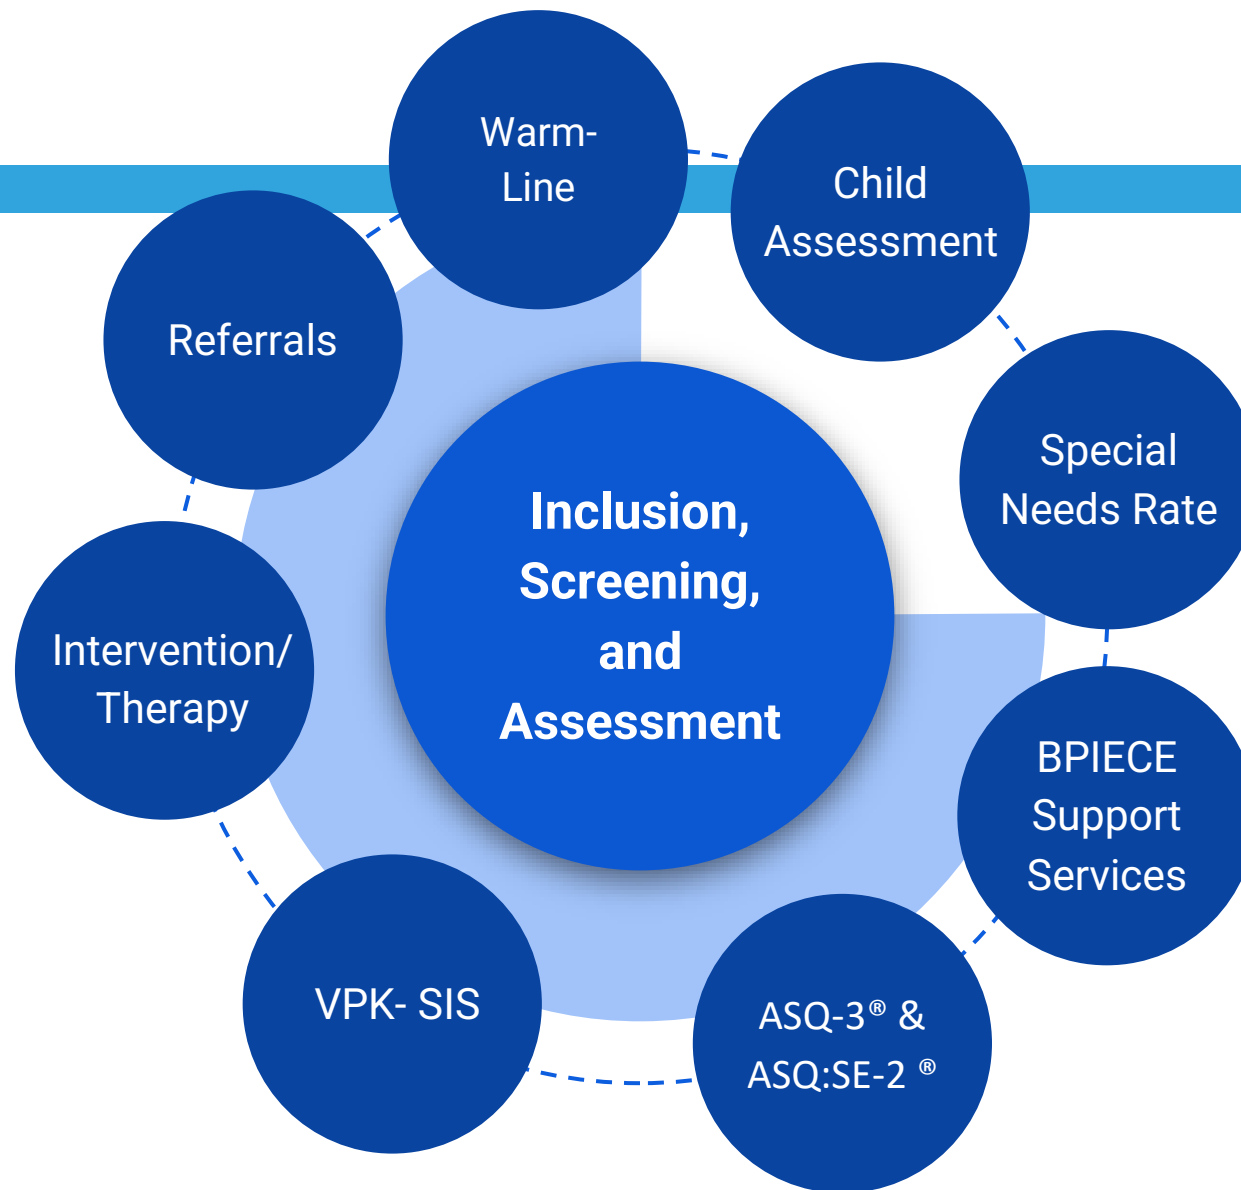 Warm-
Line
Child
Assessment
Special
Needs Rate
BPIECE
Support
Services
ASQ-3® &
ASQ:SE-2 ®
VPK- SIS
Intervention/
Therapy
Referrals
Inclusion,
Screening,
and
Assessment